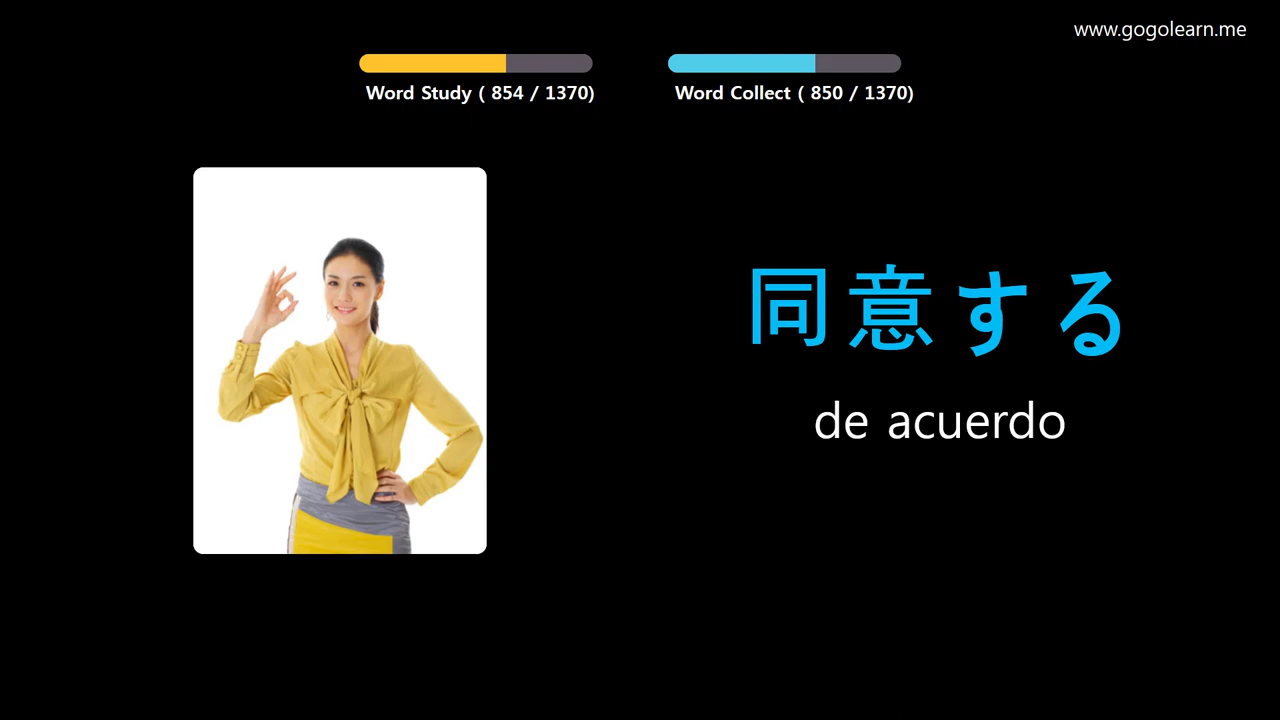 www.gogolearn.me
Word Study ( 854 / 1370)
Word Collect ( 850 / 1370)
同意する
de acuerdo